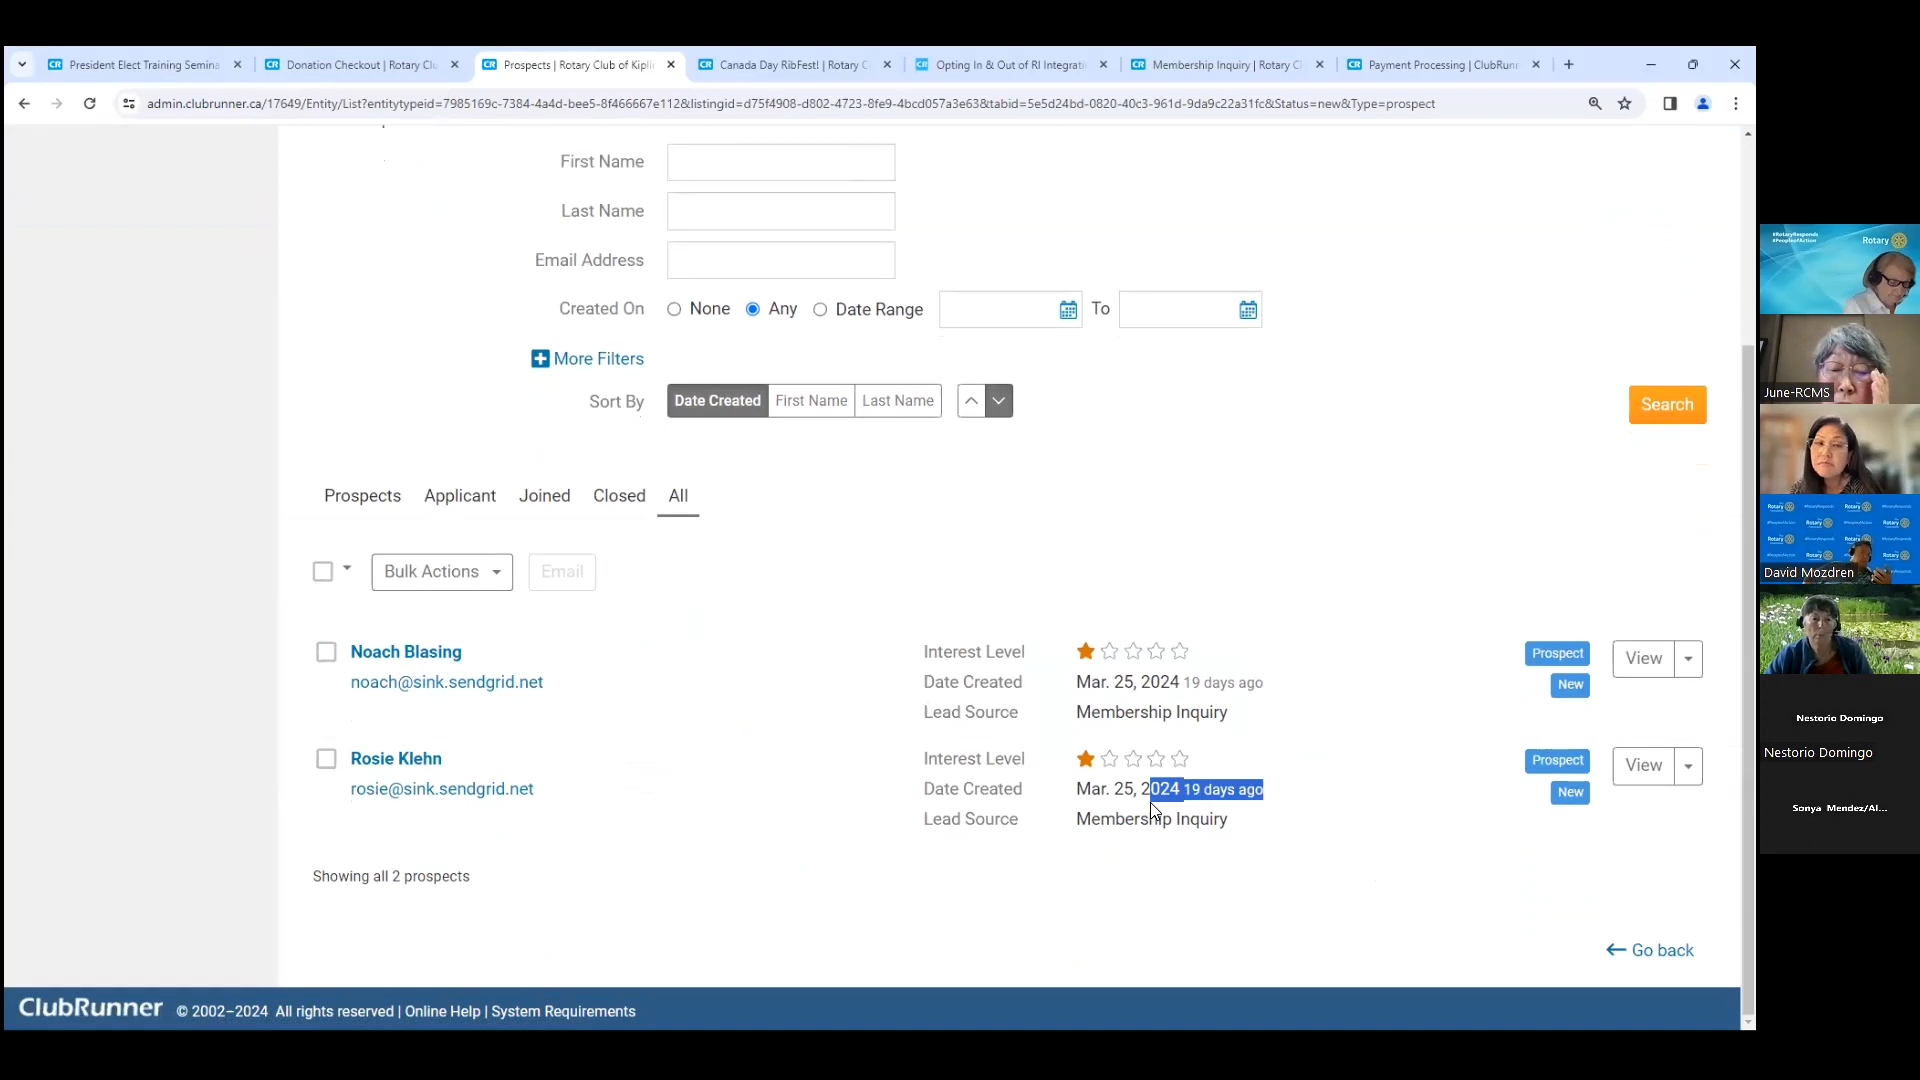 President Elect Training Semina
Donation Checkout | Rotary Clu
Prospects | Rotary Club of Kiplin
Canada Day RibFest! | Rotary C
Opting In & Out of RI Integrat
Membership Inquiry | Rotary C
Payment Processing | ClubRunn
admin.clubrunner.ca/17649/Entity/List?entitytypeid=7985169c-7384-4a4d-bee5-8f466667e112&listingid=d75f4908-d802-4723-8fe9-4bcd057a3e63&tabid=5e5d24bd-0820-40c3-961d-9da9c22a31fc&Status=new&Type=prospect
First Name
Last Name
Email Address
Created On None Any Date Range To
More Filters
Sort By Date Created First Name Last Name
Search
Prospects Applicant Joined Closed All
Bulk Actions Email
Noach Blasing Interest Level Prospect View
noach@sink.sendgrid.net Date Created Mar. 25, 2024 19 days ago New
Lead Source Membership Inquiry
Rosie Klehn Interest Level Prospect View
rosie@sink.sendgrid.net Date Created Mar. 25, 2024 19 days ago New
Lead Source Membership Inquiry
Showing all 2 prospects
Go back
ClubRunner © 2002–2024 All rights reserved | Online Help | System Requirements
#RotaryResponds
#PeopleofAction
Rotary
June-RCMS
David Mozdren
Nestorio Domingo
Nestorio Domingo
Sonya Mendez/Al...